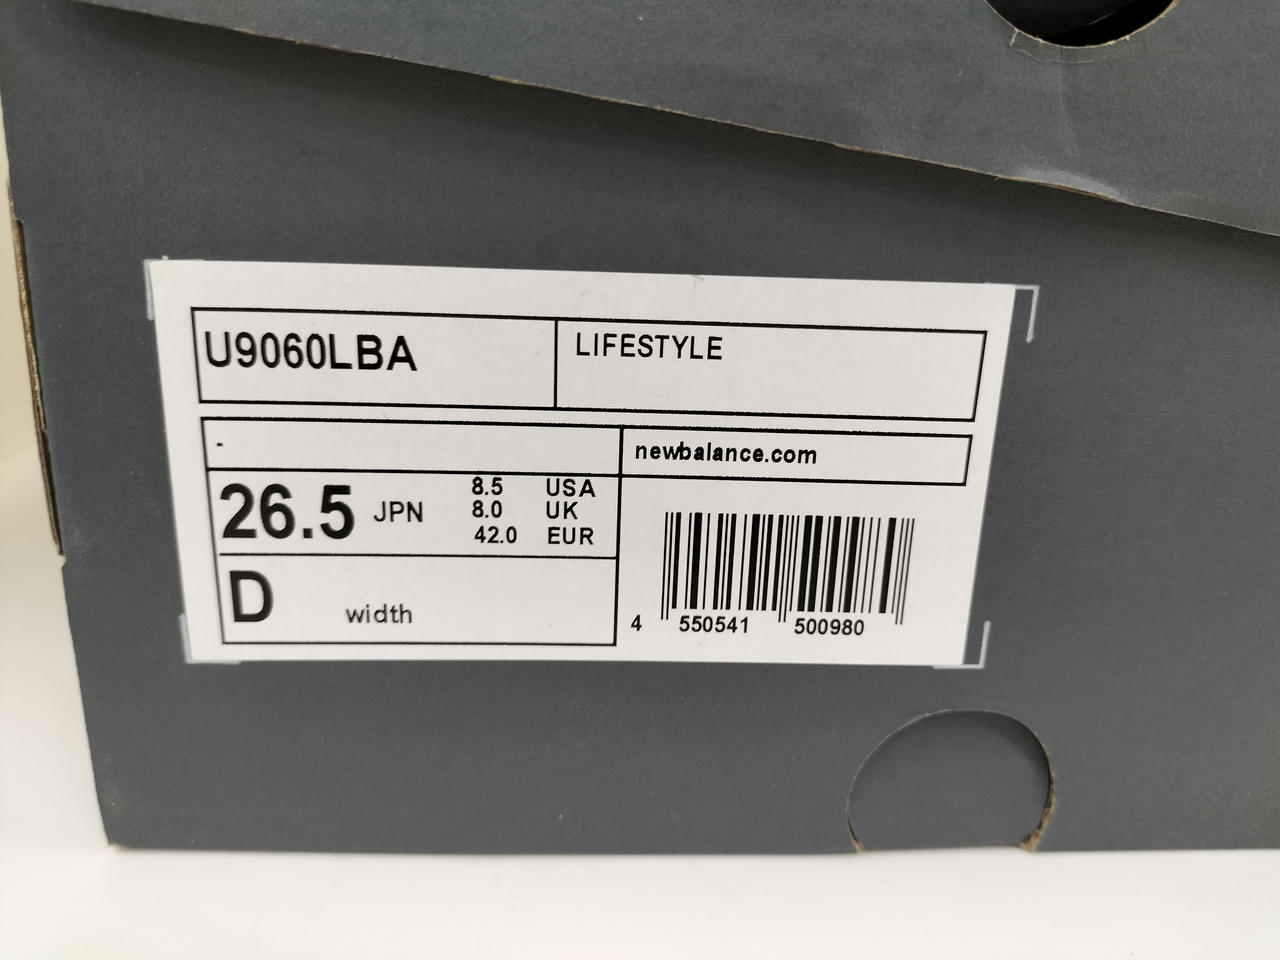 U9060LBA
LIFESTYLE
-
newbalance.com
26.5 JPN
8.5 USA
8.0 UK
42.0 EUR
D width
4 550541 500980